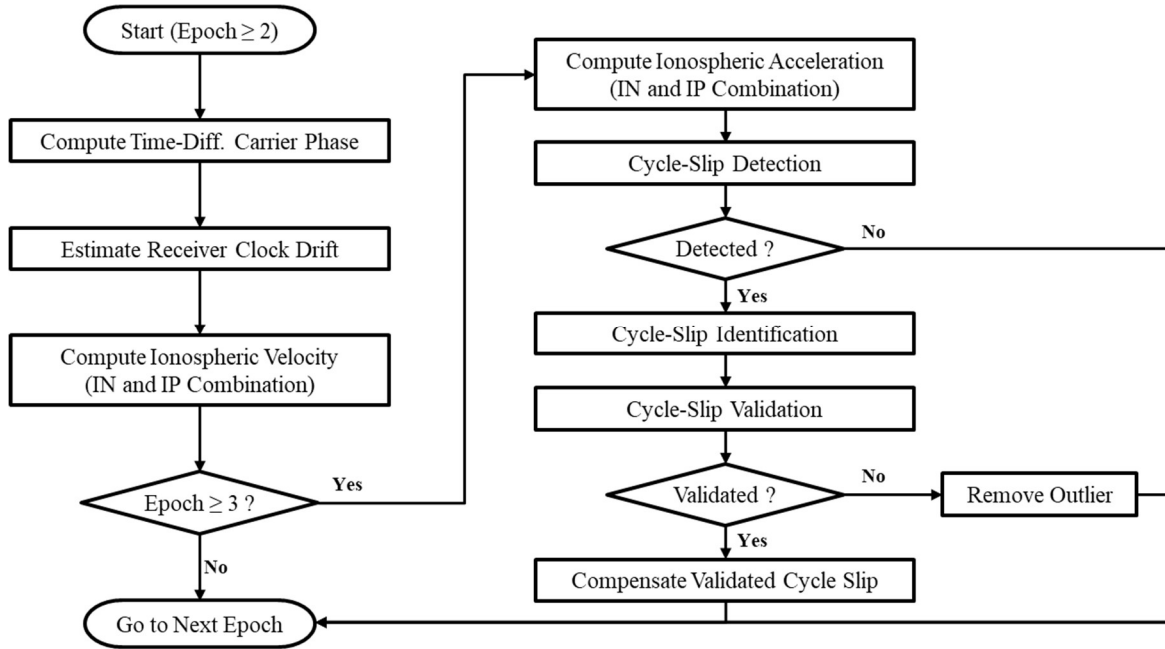 Start (Epoch ≥ 2)
Compute Time-Diff. Carrier Phase
Estimate Receiver Clock Drift
Compute Ionospheric Velocity
(IN and IP Combination)
Epoch ≥ 3 ?
Yes
No
Go to Next Epoch
Compute Ionospheric Acceleration
(IN and IP Combination)
Cycle-Slip Detection
Detected ?
No
Yes
Cycle-Slip Identification
Cycle-Slip Validation
Validated ?
No
Remove Outlier
Yes
Compensate Validated Cycle Slip